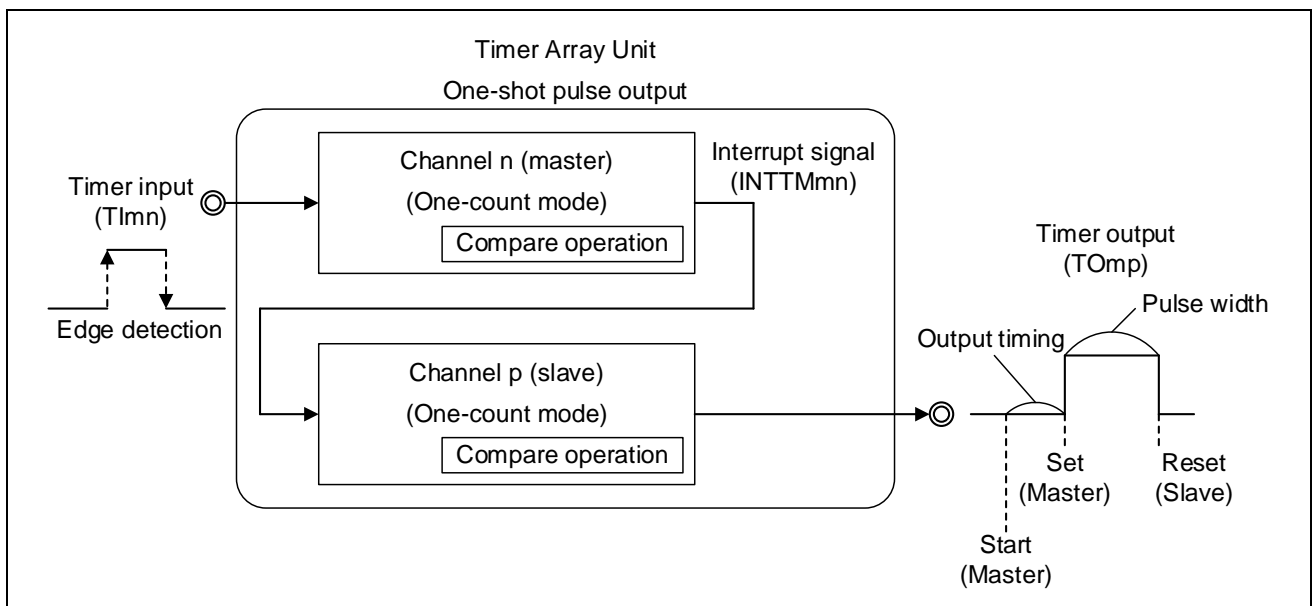 Timer Array Unit
One-shot pulse output
Channel n (master)
(One-count mode)
Compare operation
Interrupt signal
(INTTMmn)
Timer input
(TImn)
Edge detection
Channel p (slave)
(One-count mode)
Compare operation
Timer output
(TOmp)
Pulse width
Output timing
Set
(Master)
Reset
(Slave)
Start
(Master)